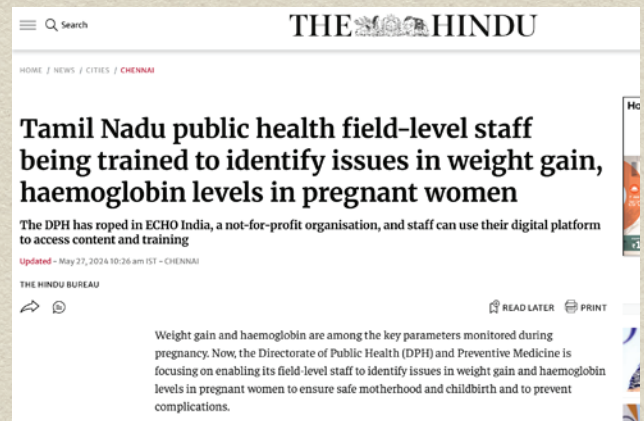 Search
THE HINDU
HOME / NEWS / CITIES / CHENNAI
Tamil Nadu public health field-level staff
being trained to identify issues in weight gain,
haemoglobin levels in pregnant women
The DPH has roped in ECHO India, a not-for-profit organisation, and staff can use their digital platform
to access content and training
Updated - May 27, 2024 10:26 am IST - CHENNAI
THE HINDU BUREAU
READ LATER PRINT
Weight gain and haemoglobin are among the key parameters monitored during
pregnancy. Now, the Directorate of Public Health (DPH) and Preventive Medicine is
focusing on enabling its field-level staff to identify issues in weight gain and haemoglobin
levels in pregnant women to ensure safe motherhood and childbirth and to prevent
complications.